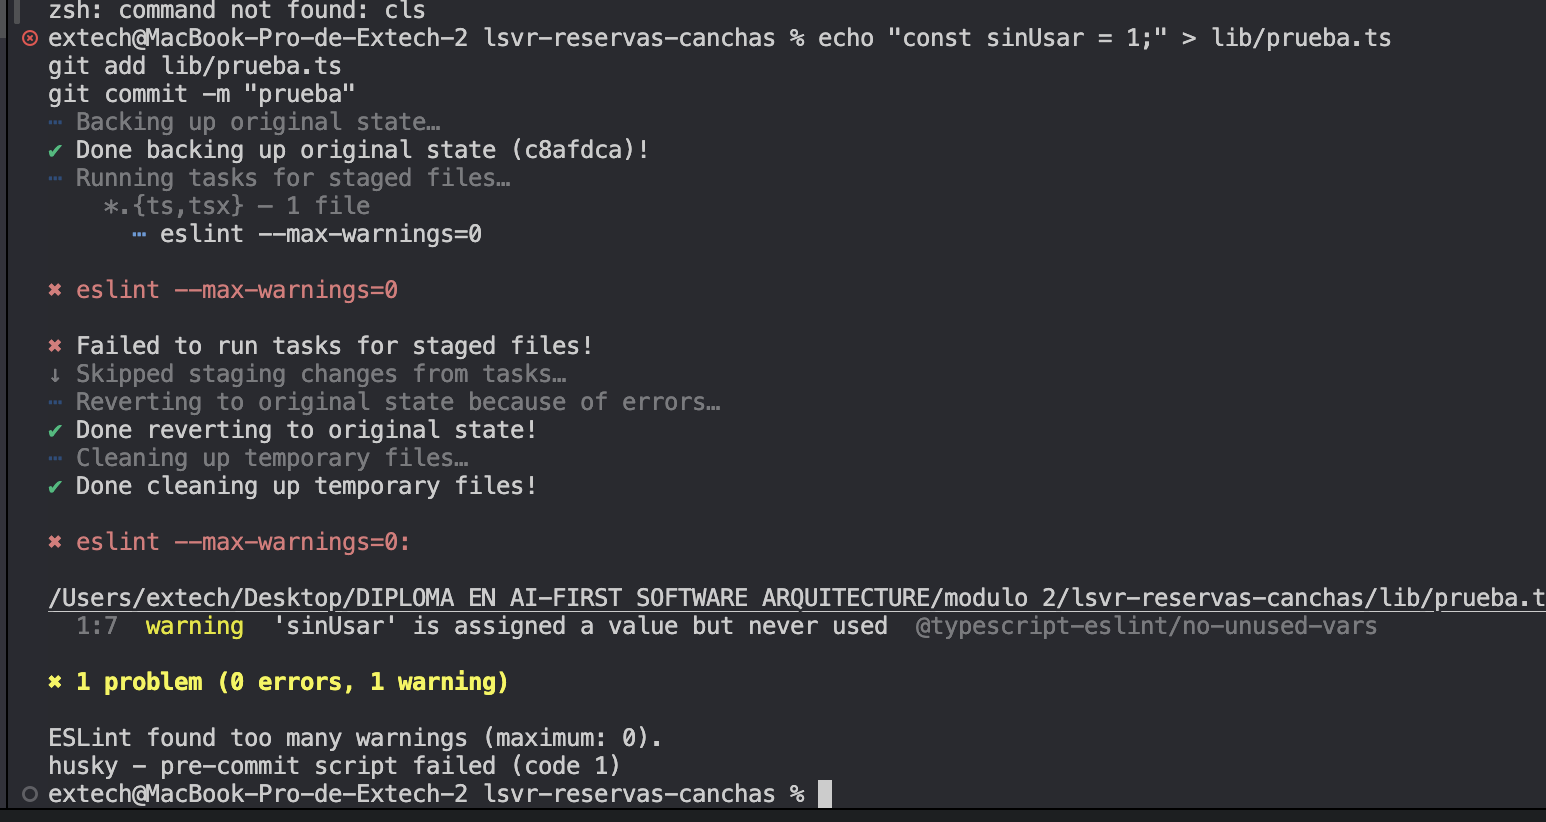 zsh: command not found: cls
extech@MacBook-Pro-de-Extech-2 lsvr-reservas-canchas % echo "const sinUsar = 1;" > lib/prueba.ts
git add lib/prueba.ts
git commit -m "prueba"
⋯ Backing up original state…
✔ Done backing up original state (c8afdca)!
⋯ Running tasks for staged files…
*.{ts,tsx} — 1 file
⋯ eslint --max-warnings=0
✖ eslint --max-warnings=0
✖ Failed to run tasks for staged files!
↓ Skipped staging changes from tasks…
⋯ Reverting to original state because of errors…
✔ Done reverting to original state!
⋯ Cleaning up temporary files…
✔ Done cleaning up temporary files!
✖ eslint --max-warnings=0:
/Users/extech/Desktop/DIPLOMA EN AI-FIRST SOFTWARE ARQUITECTURE/modulo 2/lsvr-reservas-canchas/lib/prueba.t
1:7  warning  'sinUsar' is assigned a value but never used  @typescript-eslint/no-unused-vars
✖ 1 problem (0 errors, 1 warning)
ESLint found too many warnings (maximum: 0).
husky - pre-commit script failed (code 1)
extech@MacBook-Pro-de-Extech-2 lsvr-reservas-canchas %